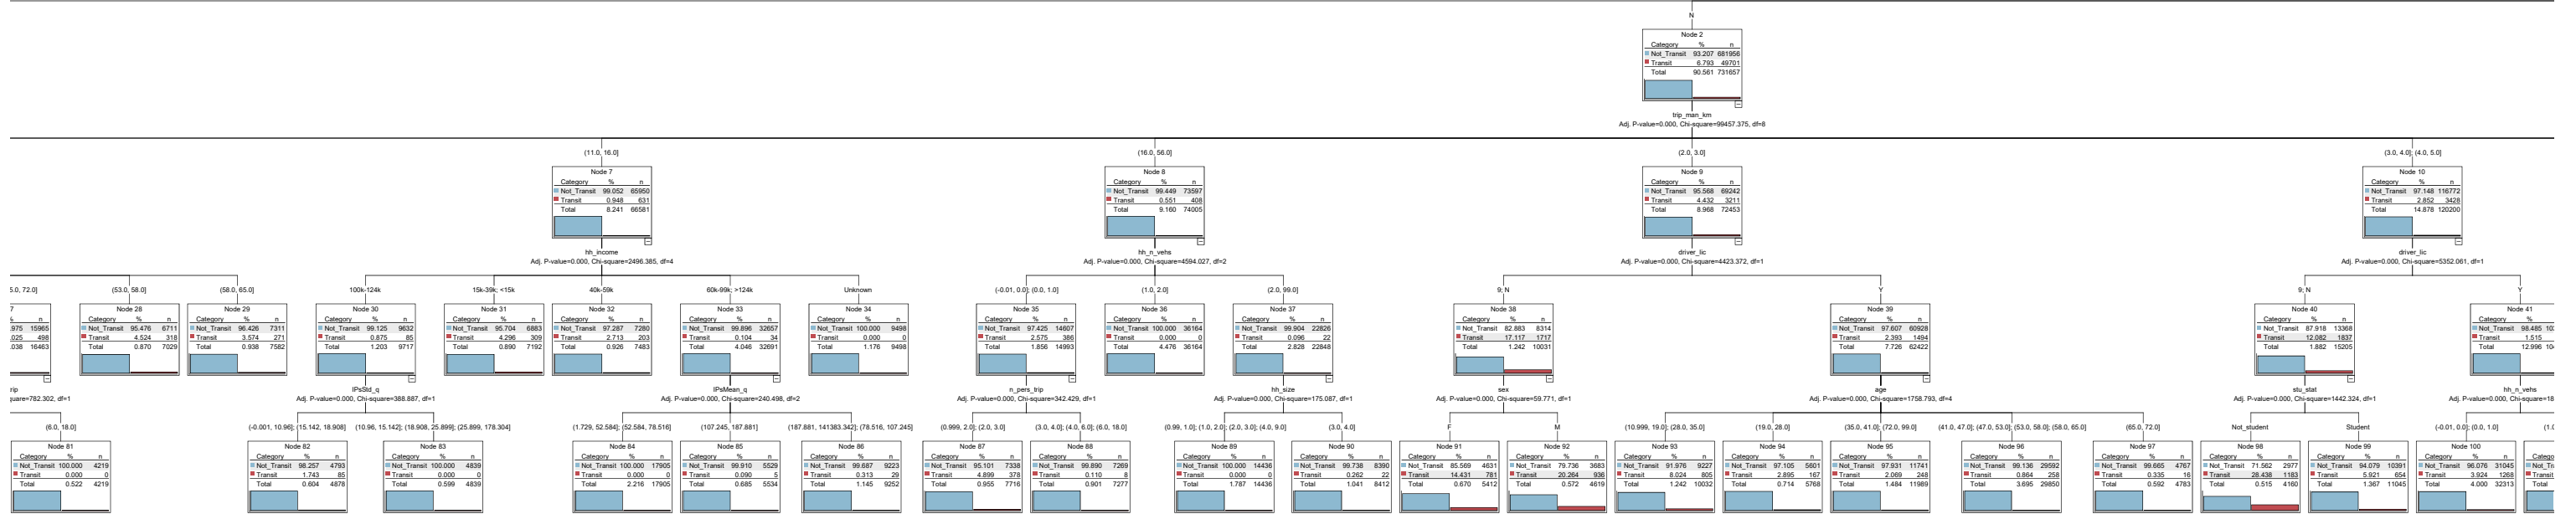 N
Node 2
Category % n
Not_Transit 93.207 681956
Transit 6.793 49701
Total 90.561 731657
trip_man_km
Adj. P-value=0.000, Chi-square=99457.375, df=8
(11.0, 16.0]
Node 7
Category % n
Not_Transit 99.052 65950
Transit 0.948 631
Total 8.241 66581
hh_income
Adj. P-value=0.000, Chi-square=2496.385, df=4
(16.0, 56.0]
Node 8
Category % n
Not_Transit 99.449 73597
Transit 0.551 408
Total 9.160 74005
hh_n_vehs
Adj. P-value=0.000, Chi-square=4594.027, df=2
(2.0, 3.0]
Node 9
Category % n
Not_Transit 95.568 69242
Transit 4.432 3211
Total 8.968 72453
driver_lic
Adj. P-value=0.000, Chi-square=4423.372, df=1
(3.0, 4.0]; (4.0, 5.0]
Node 10
Category % n
Not_Transit 97.148 116772
Transit 2.852 3428
Total 14.878 120200
driver_lic
Adj. P-value=0.000, Chi-square=5352.061, df=1
5.0, 72.0]
7
% n
.975 15965
.025 498
.038 16463
rip
quare=782.302, df=1
(53.0, 58.0]
Node 28
Category % n
Not_Transit 95.476 6711
Transit 4.524 318
Total 0.870 7029
(58.0, 65.0]
Node 29
Category % n
Not_Transit 96.426 7311
Transit 3.574 271
Total 0.938 7582
100k-124k
Node 30
Category % n
Not_Transit 99.125 9632
Transit 0.875 85
Total 1.203 9717
IPsStd_q
Adj. P-value=0.000, Chi-square=388.887, df=1
15k-39k; <15k
Node 31
Category % n
Not_Transit 95.704 6883
Transit 4.296 309
Total 0.890 7192
40k-59k
Node 32
Category % n
Not_Transit 97.287 7280
Transit 2.713 203
Total 0.926 7483
60k-99k; >124k
Node 33
Category % n
Not_Transit 99.896 32657
Transit 0.104 34
Total 4.046 32691
IPsMean_q
Adj. P-value=0.000, Chi-square=240.498, df=2
Unknown
Node 34
Category % n
Not_Transit 100.000 9498
Transit 0.000 0
Total 1.176 9498
(-0.01, 0.0]; (0.0, 1.0]
Node 35
Category % n
Not_Transit 97.425 14607
Transit 2.575 386
Total 1.856 14993
n_pers_trip
Adj. P-value=0.000, Chi-square=342.429, df=1
(1.0, 2.0]
Node 36
Category % n
Not_Transit 100.000 36164
Transit 0.000 0
Total 4.476 36164
(2.0, 99.0]
Node 37
Category % n
Not_Transit 99.904 22826
Transit 0.096 22
Total 2.828 22848
hh_size
Adj. P-value=0.000, Chi-square=175.087, df=1
9; N
Node 38
Category % n
Not_Transit 82.883 8314
Transit 17.117 1717
Total 1.242 10031
sex
Adj. P-value=0.000, Chi-square=59.771, df=1
Y
Node 39
Category % n
Not_Transit 97.607 60928
Transit 2.393 1494
Total 7.726 62422
age
Adj. P-value=0.000, Chi-square=1758.793, df=4
9; N
Node 40
Category % n
Not_Transit 87.918 13368
Transit 12.082 1837
Total 1.882 15205
stu_stat
Adj. P-value=0.000, Chi-square=1442.324, df=1
Y
Node 41
Category %
Not_Transit 98.485 10
Transit 1.515
Total 12.996 10
hh_n_vehs
Adj. P-value=0.000, Chi-square=18
(6.0, 18.0]
Node 81
Category % n
Not_Transit 100.000 4219
Transit 0.000 0
Total 0.522 4219
(-0.001, 10.96]; (15.142, 18.908]
Node 82
Category % n
Not_Transit 98.257 4793
Transit 1.743 85
Total 0.604 4878
(10.96, 15.142]; (18.908, 25.899]; (25.899, 178.304]
Node 83
Category % n
Not_Transit 100.000 4839
Transit 0.000 0
Total 0.599 4839
(1.729, 52.584]; (52.584, 78.516]
Node 84
Category % n
Not_Transit 100.000 17905
Transit 0.000 0
Total 2.216 17905
(107.245, 187.881]
Node 85
Category % n
Not_Transit 99.910 5529
Transit 0.090 5
Total 0.685 5534
(187.881, 141383.342]; (78.516, 107.245]
Node 86
Category % n
Not_Transit 99.687 9223
Transit 0.313 29
Total 1.145 9252
(0.999, 2.0]; (2.0, 3.0]
Node 87
Category % n
Not_Transit 95.101 7338
Transit 4.899 378
Total 0.955 7716
(3.0, 4.0]; (4.0, 6.0]; (6.0, 18.0]
Node 88
Category % n
Not_Transit 99.890 7269
Transit 0.110 8
Total 0.901 7277
(0.99, 1.0]; (1.0, 2.0]; (2.0, 3.0]; (4.0, 9.0]
Node 89
Category % n
Not_Transit 100.000 14436
Transit 0.000 0
Total 1.787 14436
(3.0, 4.0]
Node 90
Category % n
Not_Transit 99.738 8390
Transit 0.262 22
Total 1.041 8412
F
Node 91
Category % n
Not_Transit 85.569 4631
Transit 14.431 781
Total 0.670 5412
M
Node 92
Category % n
Not_Transit 79.736 3683
Transit 20.264 936
Total 0.572 4619
(10.999, 19.0]; (28.0, 35.0]
Node 93
Category % n
Not_Transit 91.976 9227
Transit 8.024 805
Total 1.242 10032
(19.0, 28.0]
Node 94
Category % n
Not_Transit 97.105 5601
Transit 2.895 167
Total 0.714 5768
(35.0, 41.0]; (72.0, 99.0]
Node 95
Category % n
Not_Transit 97.931 11741
Transit 2.069 248
Total 1.484 11989
(41.0, 47.0]; (47.0, 53.0]; (53.0, 58.0]; (58.0, 65.0]
Node 96
Category % n
Not_Transit 99.136 29592
Transit 0.864 258
Total 3.695 29850
(65.0, 72.0]
Node 97
Category % n
Not_Transit 99.665 4767
Transit 0.335 16
Total 0.592 4783
Not_student
Node 98
Category % n
Not_Transit 71.562 2977
Transit 28.438 1183
Total 0.515 4160
Student
Node 99
Category % n
Not_Transit 94.079 10391
Transit 5.921 654
Total 1.367 11045
(-0.01, 0.0]; (0.0, 1.0]
Node 100
Category % n
Not_Transit 96.076 31045
Transit 3.924 1268
Total 4.000 32313
(1.0
Catego
Not_T
Transit
Tota